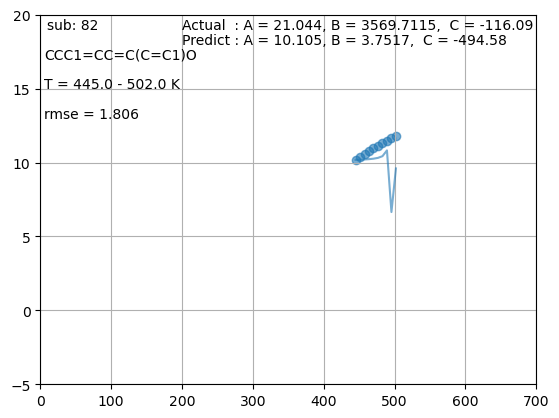 sub: 82
Actual  : A = 21.044, B = 3569.7115,  C = -116.09
Predict : A = 10.105, B = 3.7517,  C = -494.58
CCC1=CC=C(C=C1)O
T = 445.0 - 502.0 K
rmse = 1.806
20
15
10
5
0
−5
0 100 200 300 400 500 600 700